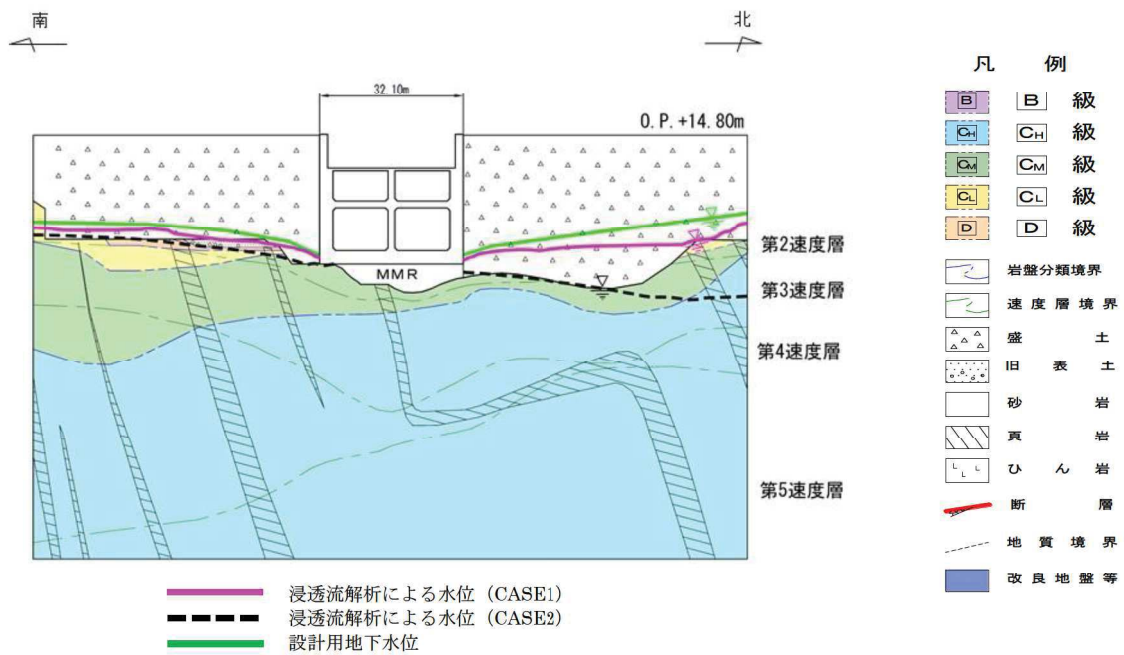 南
北
32.10m
O.P.+14.80m
MMR
第2速度層
第3速度層
第4速度層
第5速度層
浸透流解析による水位（CASE1）
浸透流解析による水位（CASE2）
設計用地下水位
凡 例
B B 級
CH CH 級
CM CM 級
CL CL 級
D D 級
岩盤分類境界
速度層境界
盛土
旧表土
砂岩
頁岩
ひん岩
断層
地質境界
改良地盤等